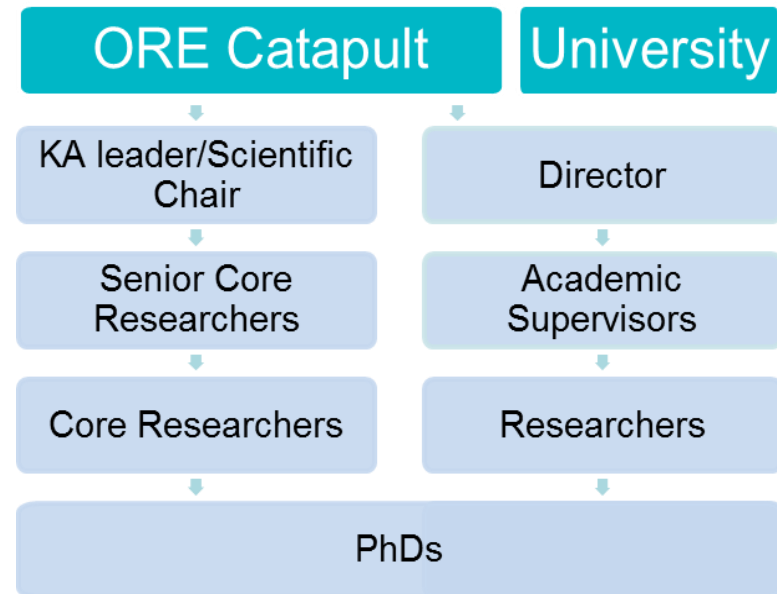 ORE Catapult
University
KA leader/Scientific
Chair
Director
Senior Core
Researchers
Academic
Supervisors
Core Researchers
Researchers
PhDs